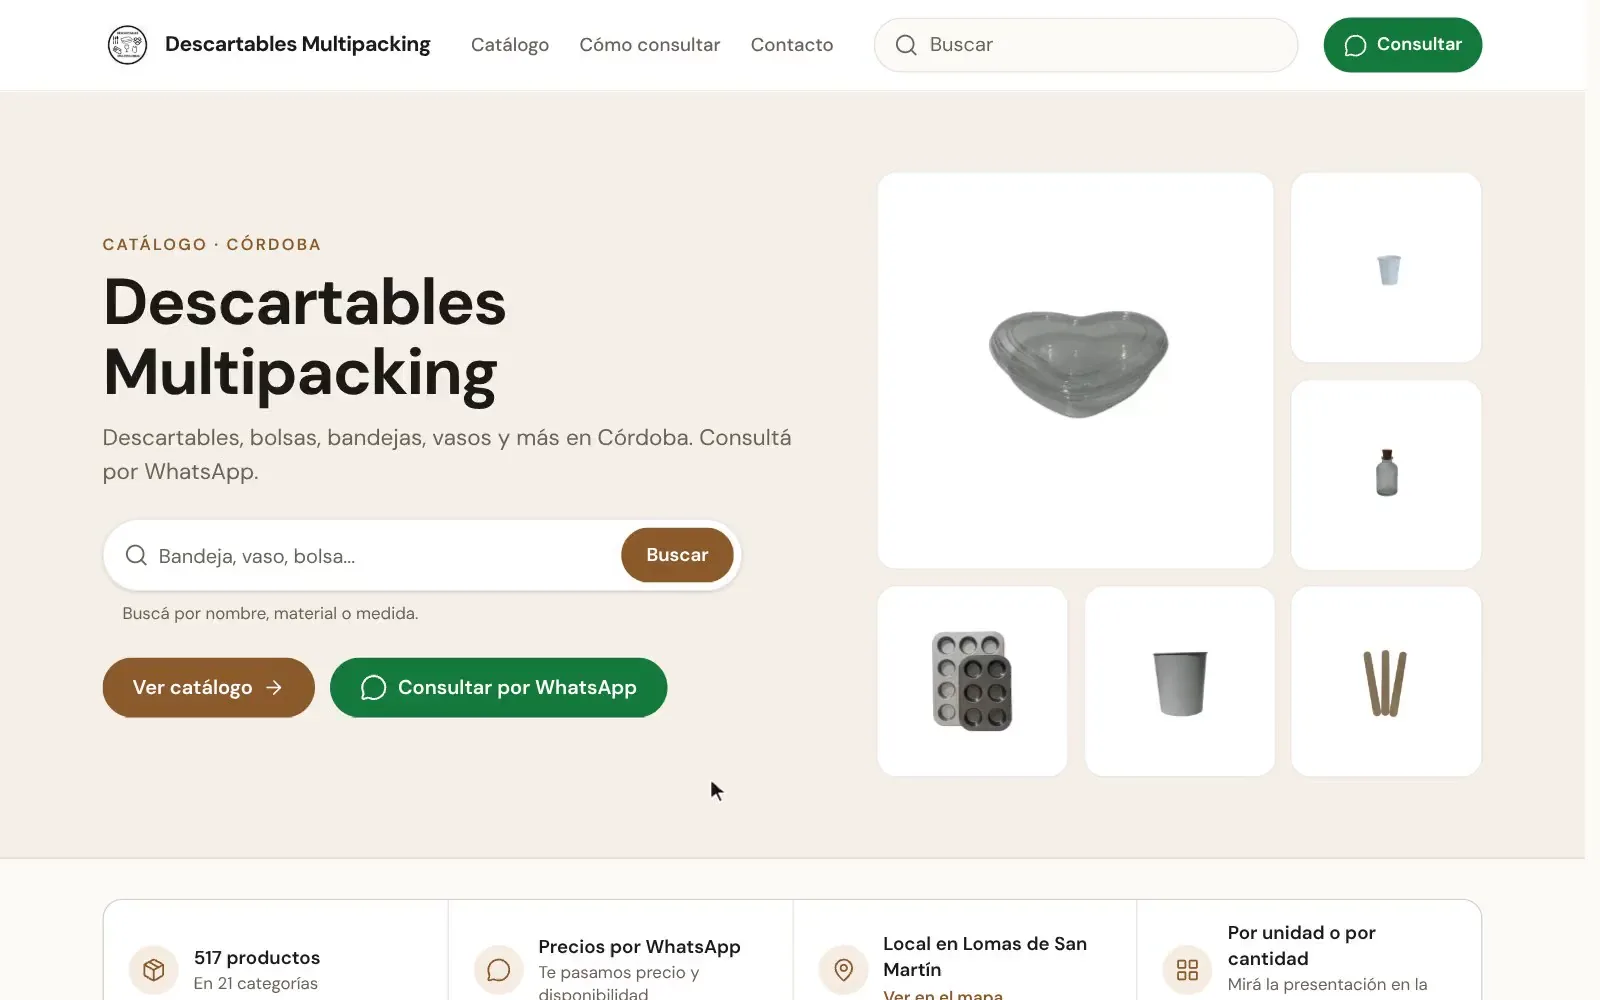 Descartables Multipacking
Catálogo
Cómo consultar
Contacto
Buscar
Consultar
CATÁLOGO · CÓRDOBA
Descartables
Multipacking
Descartables, bolsas, bandejas, vasos y más en Córdoba. Consultá
por WhatsApp.
Bandeja, vaso, bolsa...
Buscar
Buscá por nombre, material o medida.
Ver catálogo
Consultar por WhatsApp
517 productos
En 21 categorías
Precios por WhatsApp
Te pasamos precio y
disponibilidad
Local en Lomas de San
Martín
Ver en el mapa
Por unidad o por
cantidad
Mirá la presentación en la